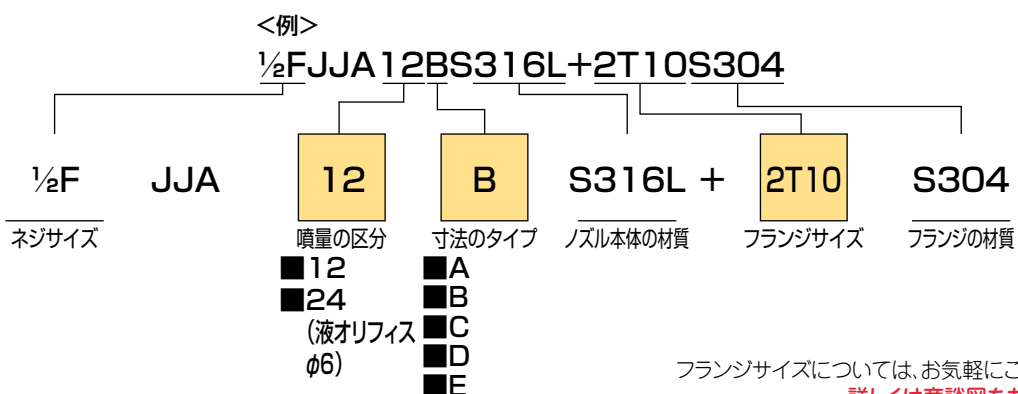 ＜例＞
½FJJA12BS316L+2T10S304
½F JJA 12 B S316L + 2T10 S304
ネジサイズ 噴量の区分 寸法のタイプ ノズル本体の材質 フランジサイズ フランジの材質
■12 ■A
■24 ■B
(液オリフィス ■C
φ6) ■D
■E
フランジサイズについては、お気軽にご